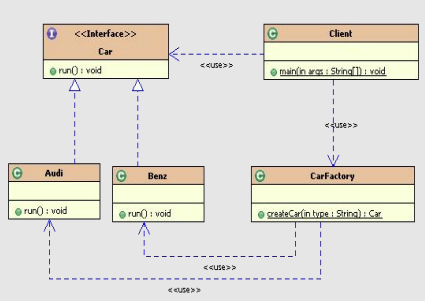 I
<<Interface>>
Car
run() : void
C
Client
main(in args : String[]) : void
<<use>>
<<use>>
C
Audi
run() : void
C
Benz
run() : void
C
CarFactory
createCar(in type : String) : Car
<<use>>
<<use>>